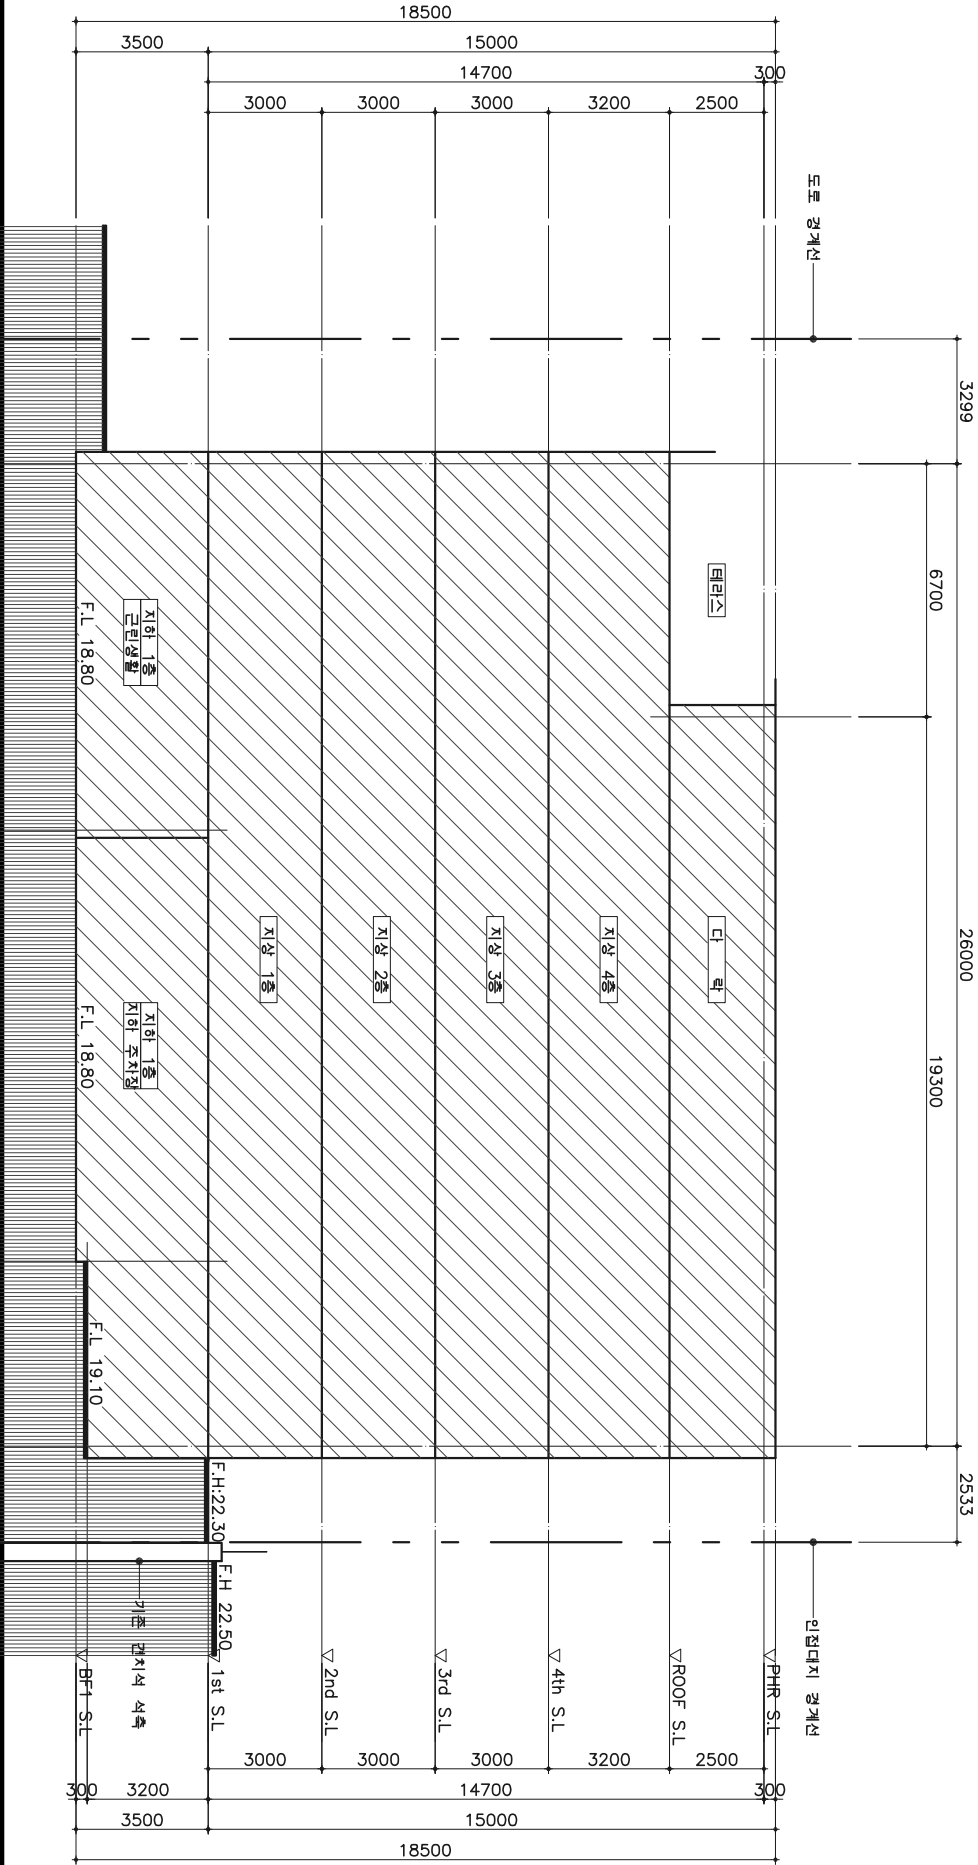 18500
3500
15000
14700
300
3000
3000
3000
3200
2500
도로 경계선
3299
26000
2533
6700
19300
테라스
다 락
지상 4층
지상 3층
지상 2층
지상 1층
지하 1층
근린생활
F.L 18.80
지하 1층
지하 주차장
F.L 18.80
F.L 19.10
F.H:22.30
F.H 22.50
기존 견치석 석축
인접대지 경계선
PHR S.L
ROOF S.L
4th S.L
3rd S.L
2nd S.L
1st S.L
BF1 S.L
3000
3000
3000
3200
2500
300
3200
14700
300
3500
15000
18500